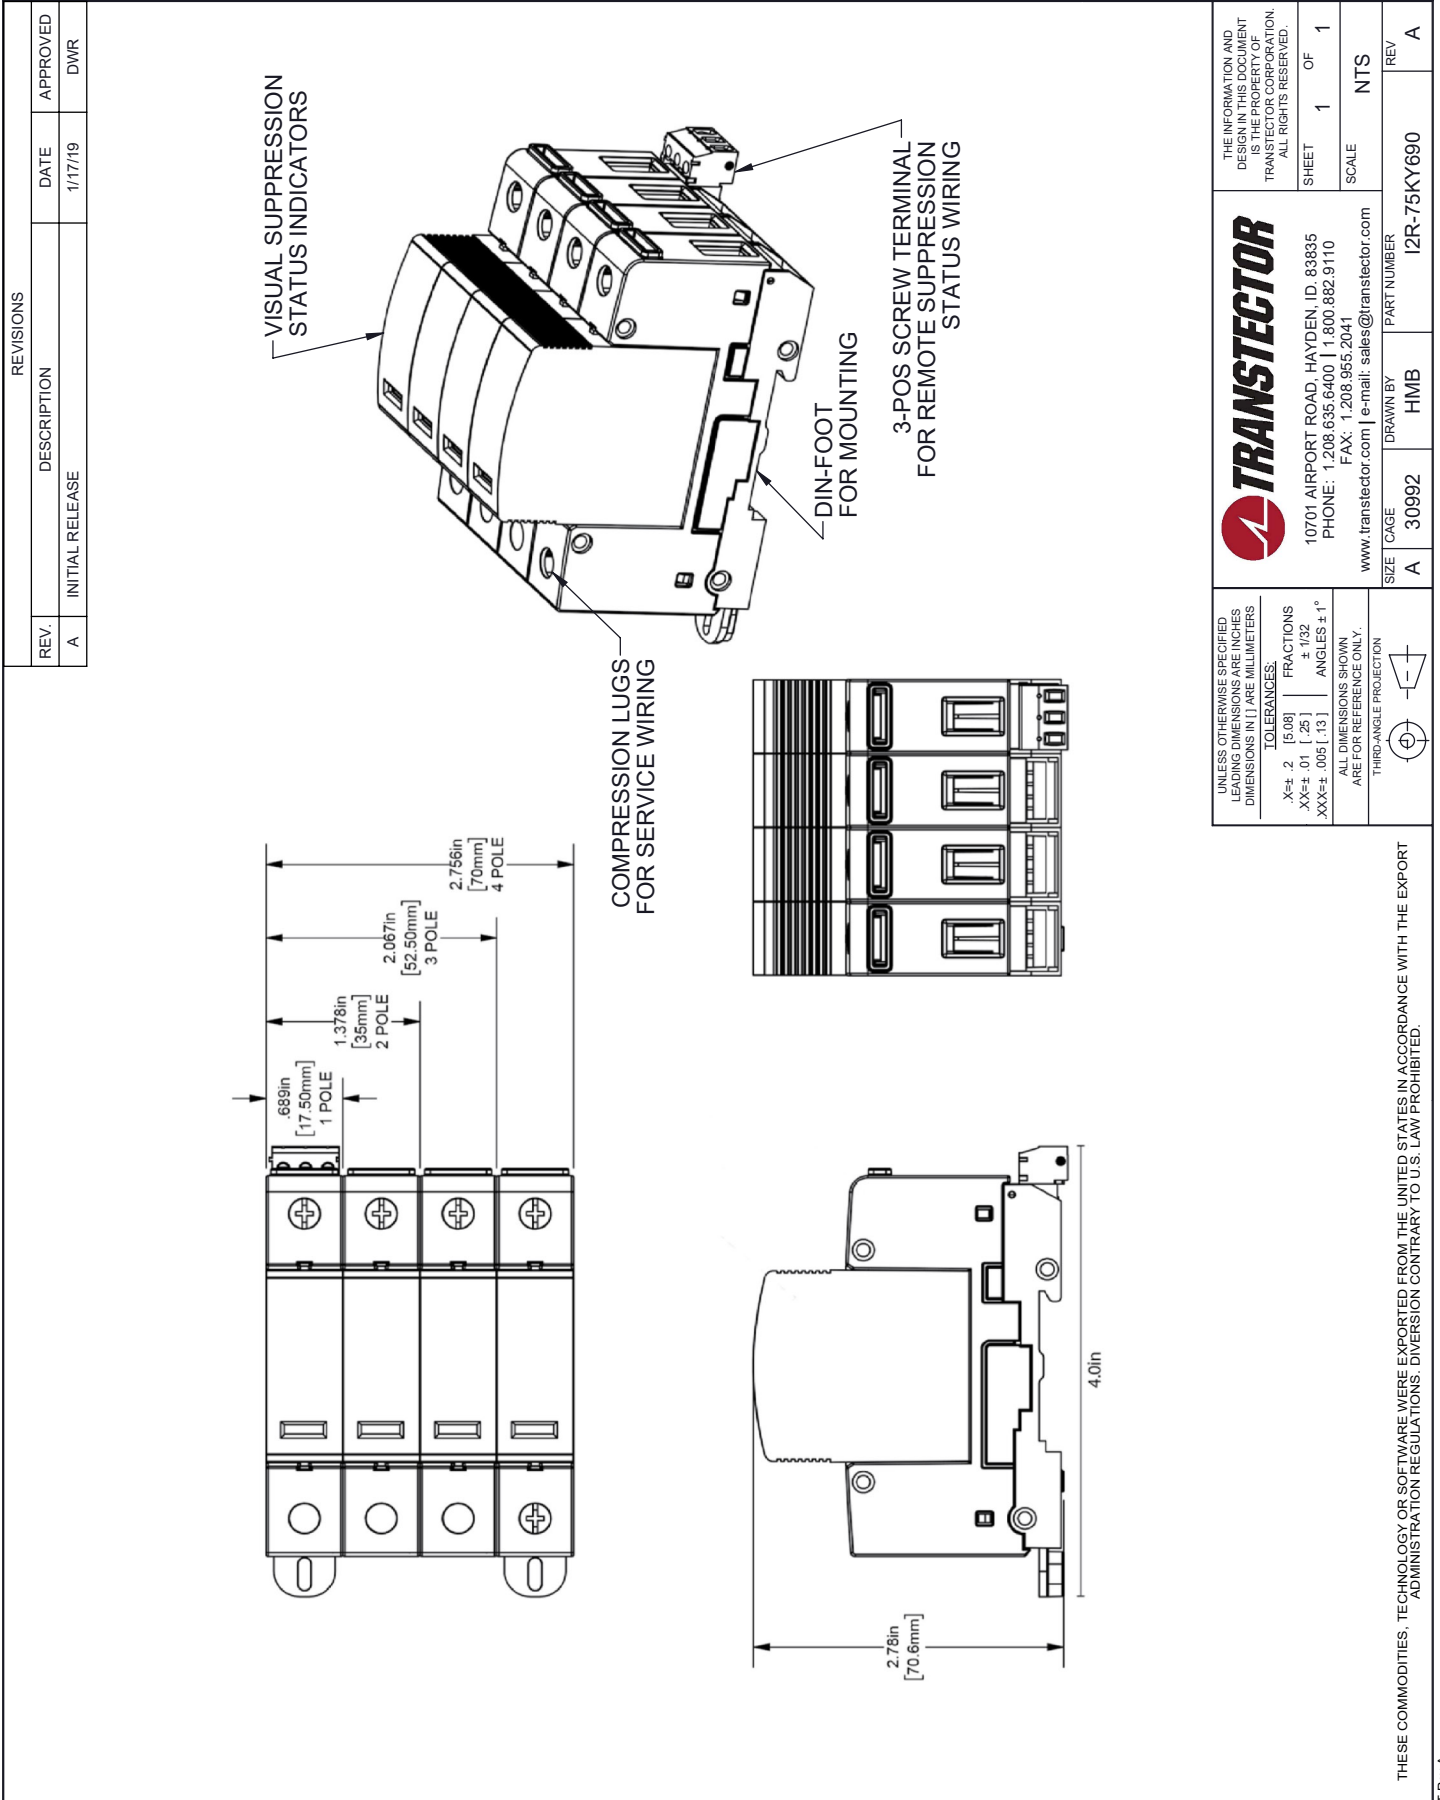 REVISIONS
REV. DESCRIPTION DATE APPROVED
A INITIAL RELEASE 1/17/19 DWR
.689in
[17.50mm]
1 POLE
1.378in
[35mm]
2 POLE
2.067in
[52.50mm]
3 POLE
2.756in
[70mm]
4 POLE
VISUAL SUPPRESSION
STATUS INDICATORS
COMPRESSION LUGS
FOR SERVICE WIRING
DIN-FOOT
FOR MOUNTING
3-POS SCREW TERMINAL
FOR REMOTE SUPPRESSION
STATUS WIRING
2.78in
[70.6mm]
4.0in
UNLESS OTHERWISE SPECIFIED
LEADING DIMENSIONS ARE INCHES
DIMENSIONS IN [ ] ARE MILLIMETERS
TOLERANCES:
.X=± .2 [5.08] FRACTIONS
.XX=± .01 [ .25 ] ± 1/32
.XXX=± .005 [ .13 ] ANGLES ± 1°
ALL DIMENSIONS SHOWN
ARE FOR REFERENCE ONLY.
THIRD-ANGLE PROJECTION
TRANSTECTOR
10701 AIRPORT ROAD, HAYDEN, ID. 83835
PHONE: 1.208.635.6400 | 1.800.882.9110
FAX: 1.208.955.2041
www.transtector.com | e-mail: sales@transtector.com
THE INFORMATION AND
DESIGN IN THIS DOCUMENT
IS THE PROPERTY OF
TRANSTECTOR CORPORATION.
ALL RIGHTS RESERVED.
SHEET 1 OF 1
SCALE NTS
SIZE CAGE DRAWN BY PART NUMBER REV
A 30992 HMB I2R-75KY690 A
THESE COMMODITIES, TECHNOLOGY OR SOFTWARE WERE EXPORTED FROM THE UNITED STATES IN ACCORDANCE WITH THE EXPORT
ADMINISTRATION REGULATIONS. DIVERSION CONTRARY TO U.S. LAW PROHIBITED.